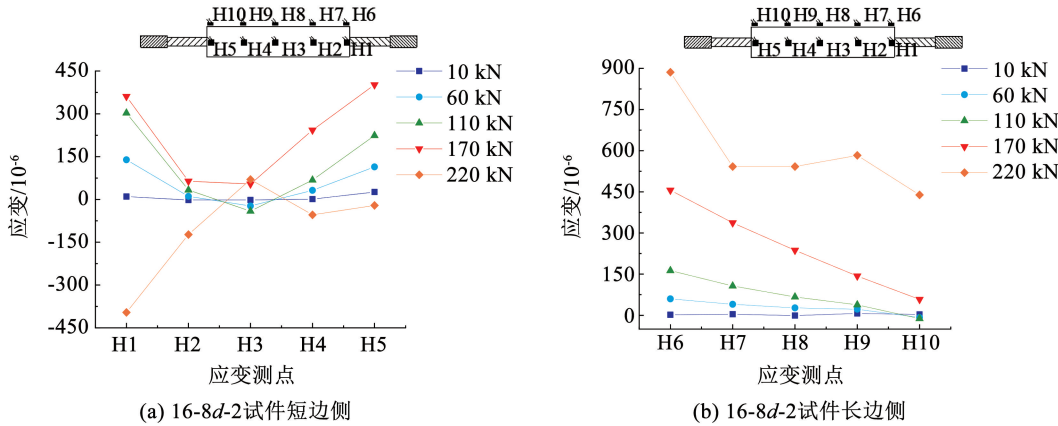 H10 H9 H8 H7 H6
H5 H4 H3 H2 H1
450
300
150
0
-150
-300
-450
应变/10⁻⁶
10 kN
60 kN
110 kN
170 kN
220 kN
H1 H2 H3 H4 H5
应变测点
(a) 16-8d-2试件短边侧
H10 H9 H8 H7 H6
H5 H4 H3 H2 H1
900
750
600
450
300
150
0
应变/10⁻⁶
10 kN
60 kN
110 kN
170 kN
220 kN
H6 H7 H8 H9 H10
应变测点
(b) 16-8d-2试件长边侧